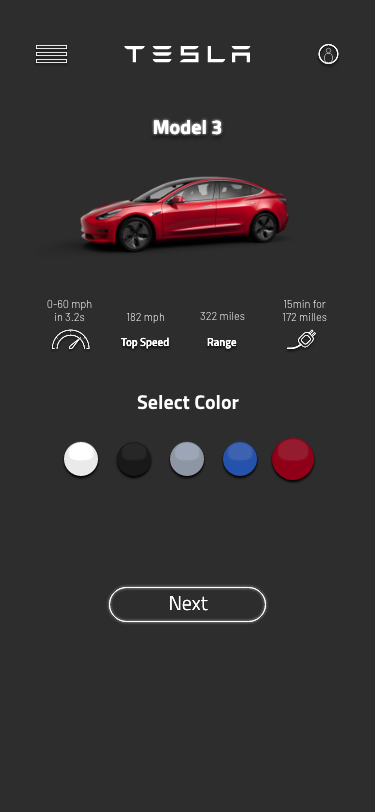 TESLA
Model 3
0-60 mph
in 3.2s
182 mph
Top Speed
322 miles
Range
15min for
172 miles
Select Color
Next